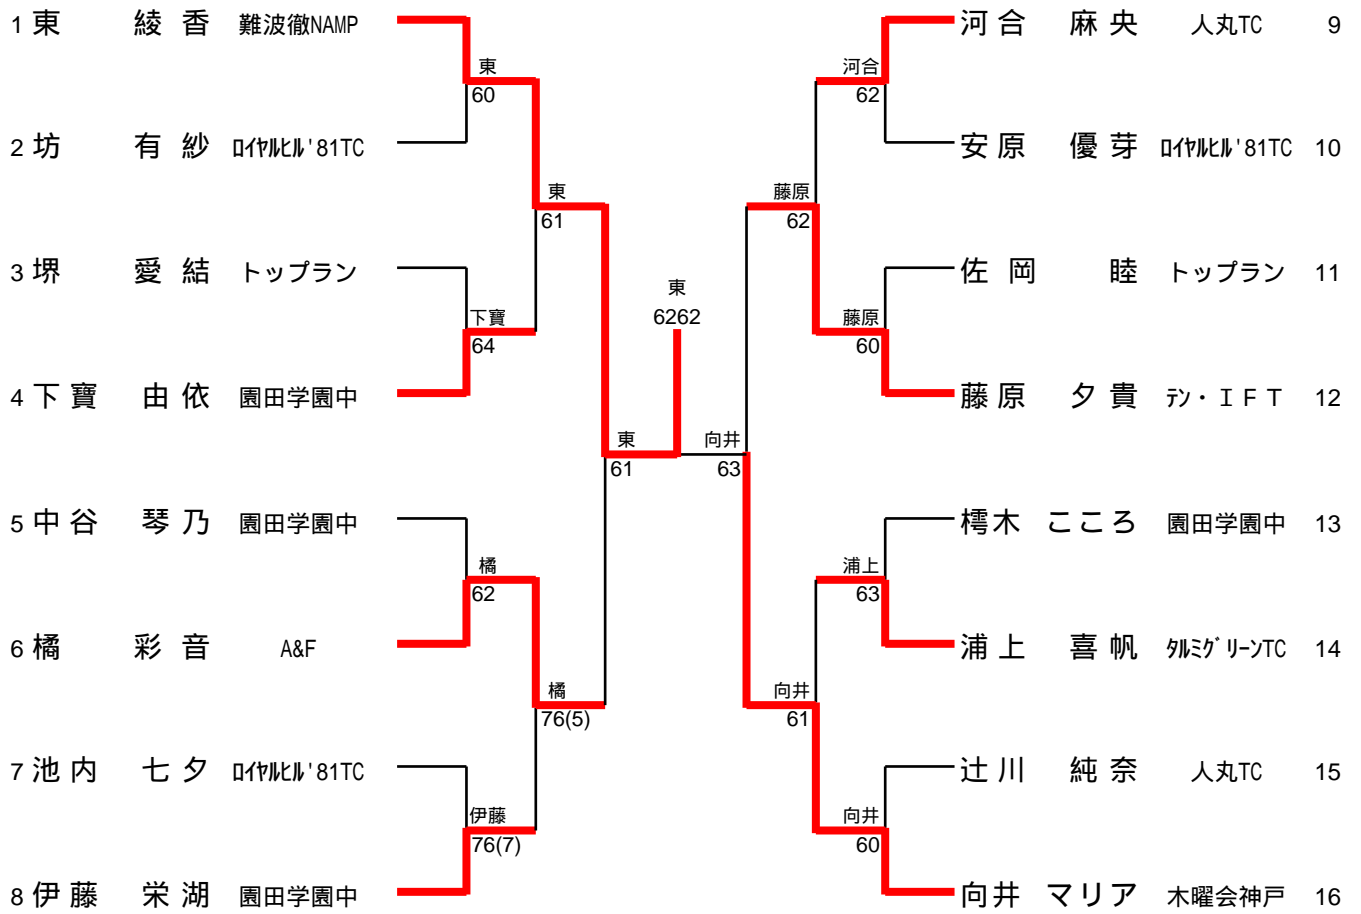 1 東 綾香 難波徹NAMP
河合 麻央 人丸TC 9
東
60
河合
62
2 坊 有紗 ﾛｲﾔﾙﾋﾙ'81TC
安原 優芽 ﾛｲﾔﾙﾋﾙ'81TC 10
東
61
藤原
62
3 堺 愛結 トップラン
佐岡 睦 トップラン 11
東
6262
下寶
64
藤原
60
4 下寶 由依 園田学園中
藤原 夕貴 ﾃﾝ・ＩＦＴ 12
東
61
向井
63
5 中谷 琴乃 園田学園中
樗木 こころ 園田学園中 13
橘
62
浦上
63
6 橘 彩音 A&F
浦上 喜帆 ﾀﾙﾐｸﾞﾘｰﾝTC 14
橘
76(5)
向井
61
7 池内 七夕 ﾛｲﾔﾙﾋﾙ'81TC
辻川 純奈 人丸TC 15
伊藤
76(7)
向井
60
8 伊藤 栄湖 園田学園中
向井 マリア 木曜会神戸 16